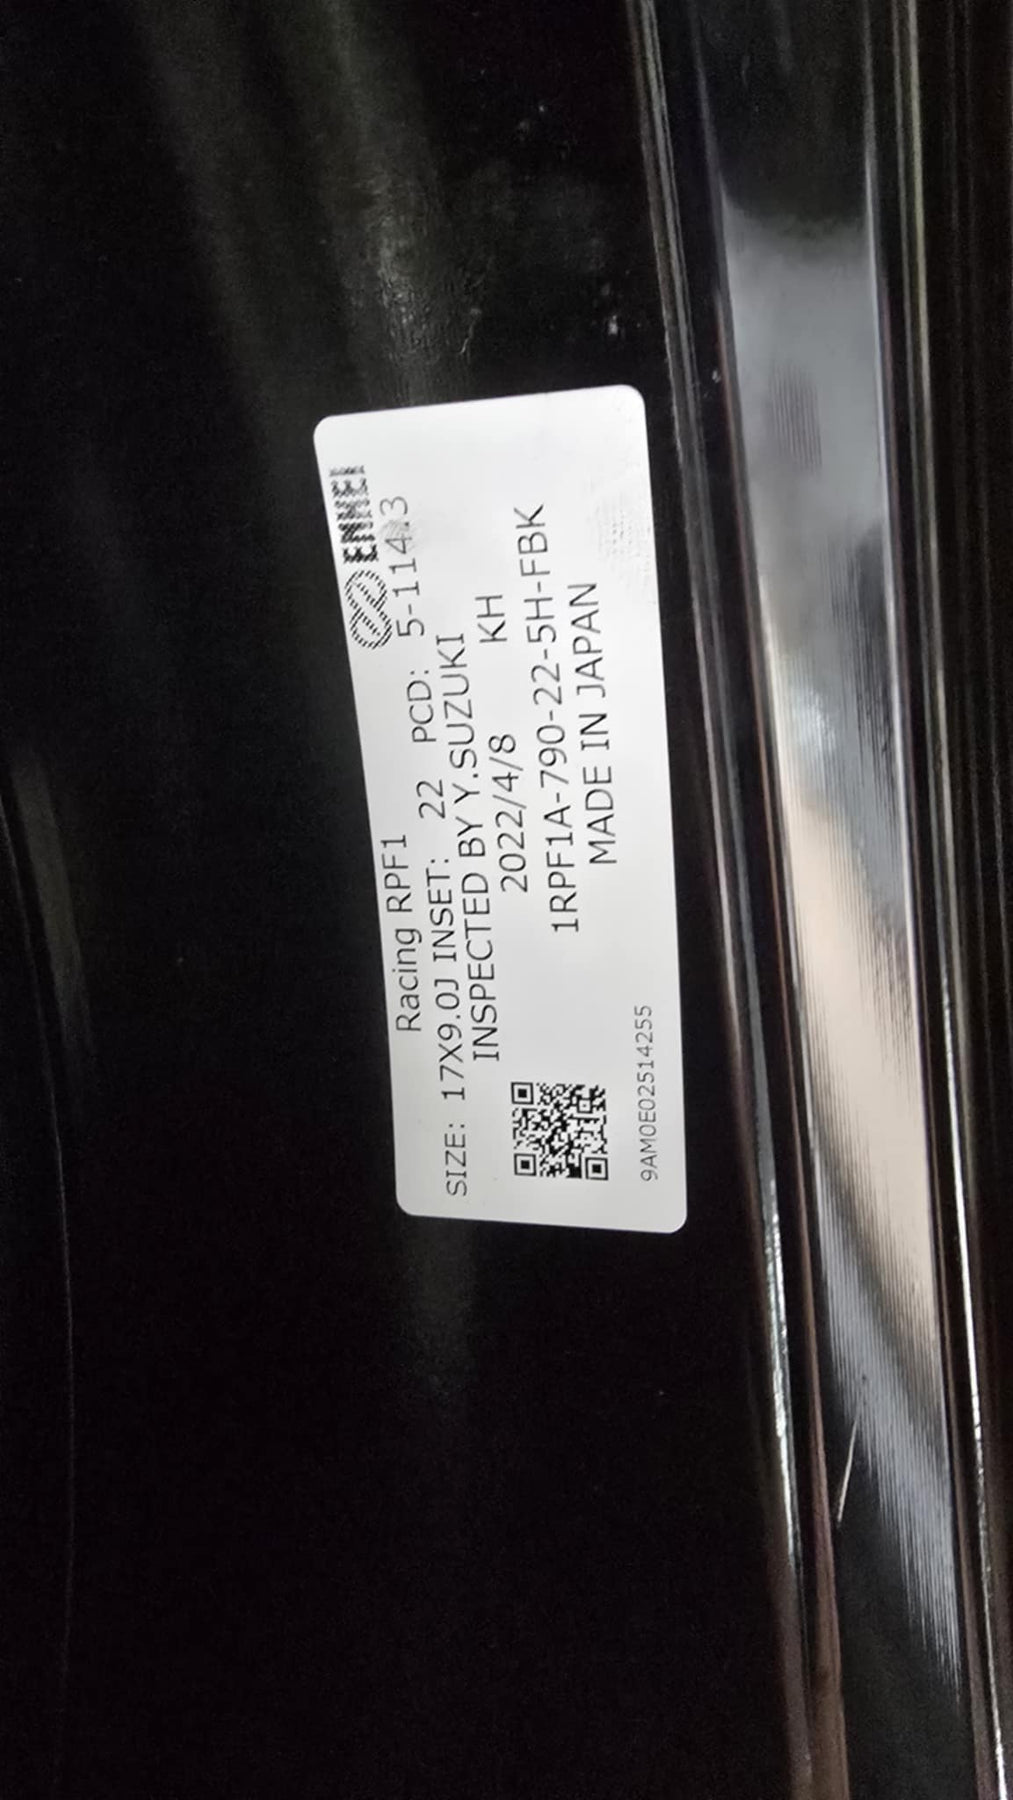 ENKEI
Racing RPF1
SIZE: 17X9.0J INSET: 22 PCD: 5-114.3
INSPECTED BY Y.SUZUKI
2022/4/8 KH
1RPF1A-790-22-5H-FBK
MADE IN JAPAN
9AM0E02514255